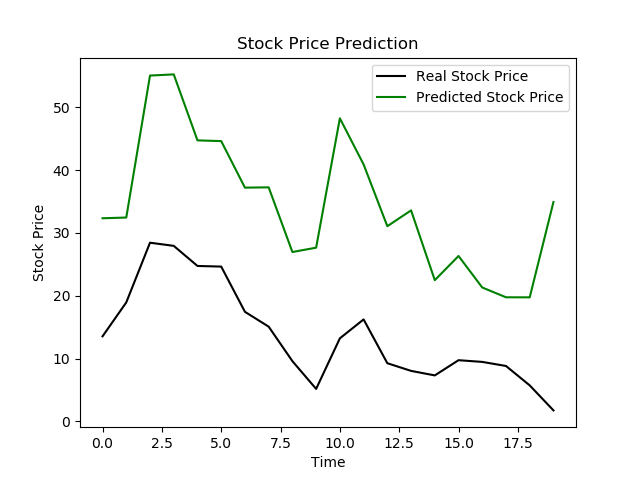 Stock Price Prediction
Real Stock Price
Predicted Stock Price
Stock Price
50
40
30
20
10
0
0.0 2.5 5.0 7.5 10.0 12.5 15.0 17.5
Time